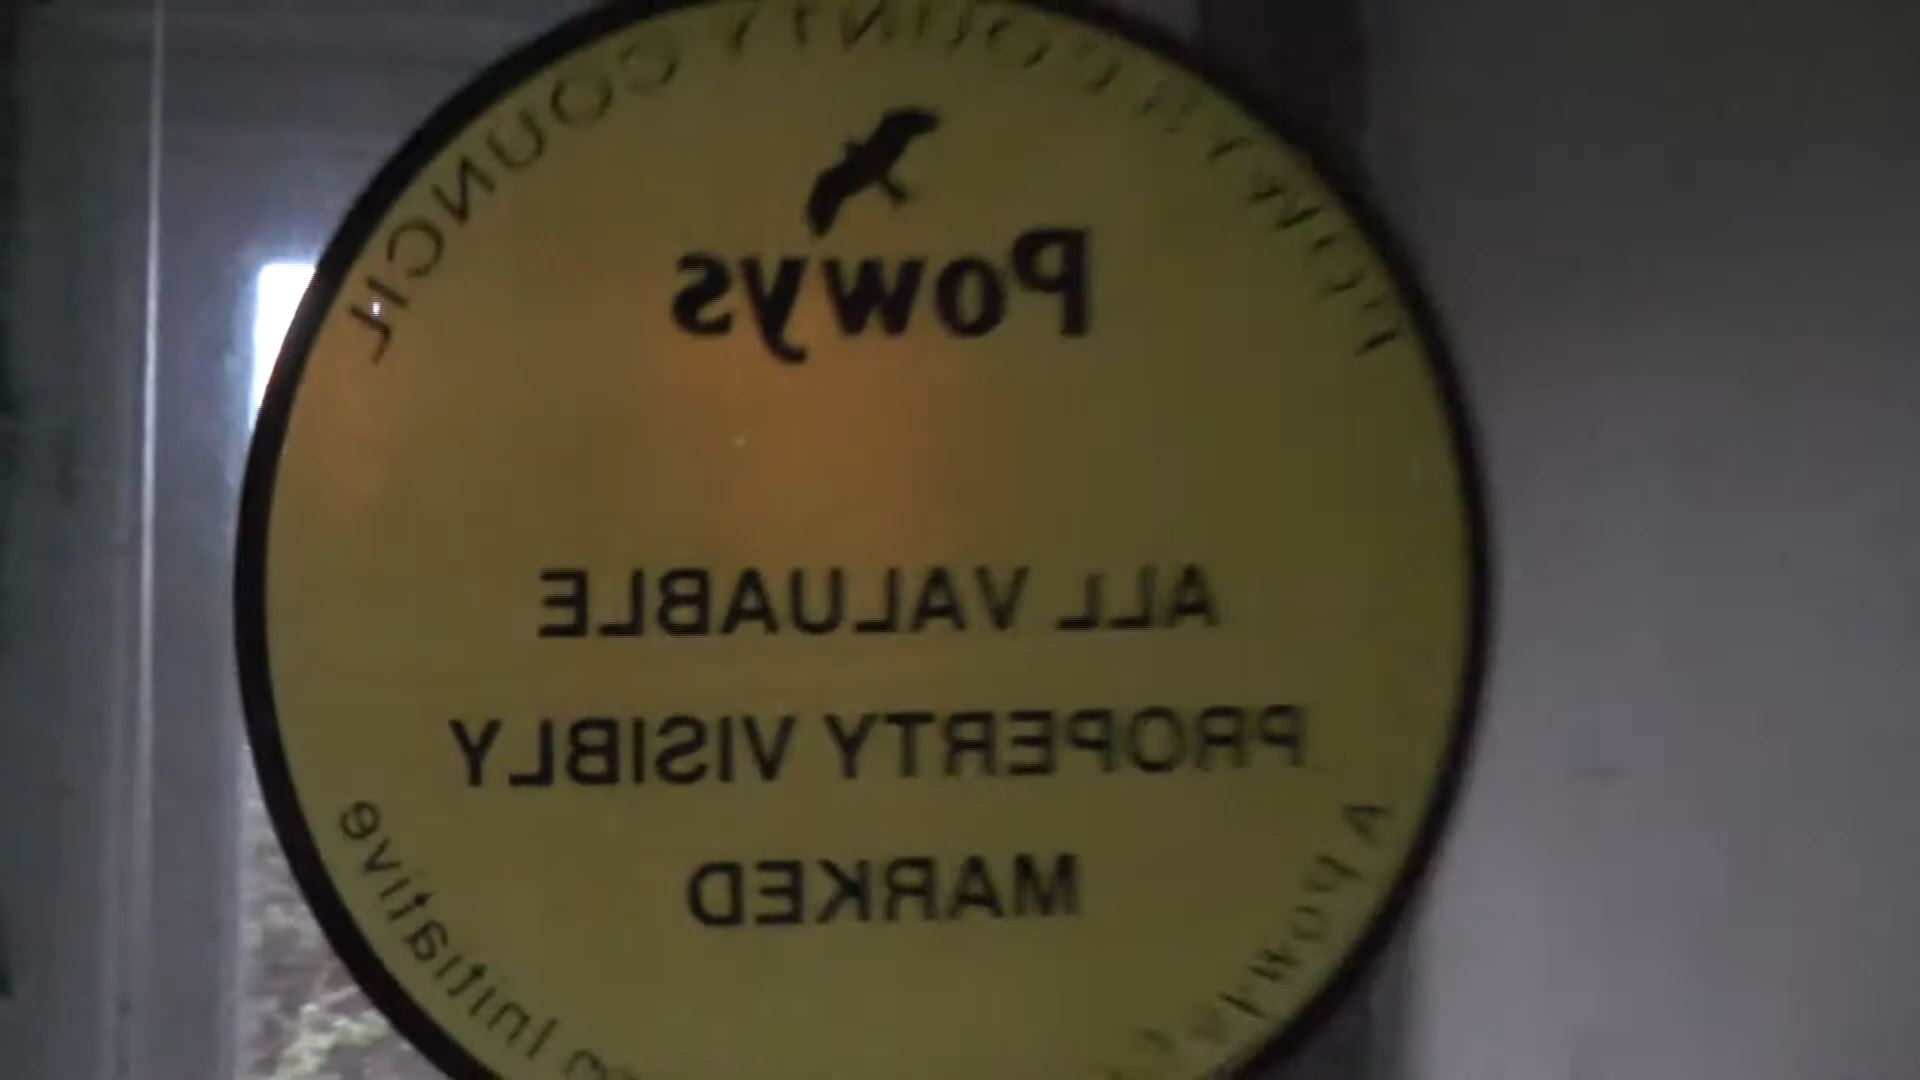 COUNTY COUNCIL
Powys
ALL VALUABLE
PROPERTY VISIBLY
MARKED
A Powys
Initiative